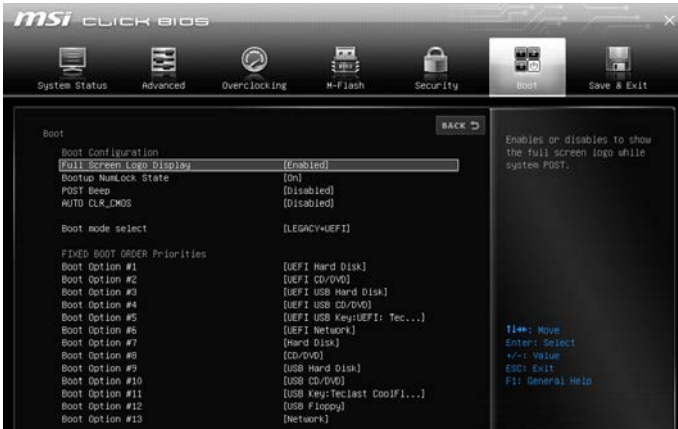 msi CLICK BIOS
System Status Advanced Overclocking M-Flash Security Boot Save & Exit
BACK
Boot
Boot Configuration
Full Screen Logo Display [Enabled]
Bootup NumLock State [On]
POST Beep [Disabled]
AUTO CLR_CMOS [Disabled]
Boot mode select [LEGACY+UEFI]
FIXED BOOT ORDER Priorities
Boot Option #1 [UEFI Hard Disk]
Boot Option #2 [UEFI CD/DVD]
Boot Option #3 [UEFI USB Hard Disk]
Boot Option #4 [UEFI USB CD/DVD]
Boot Option #5 [UEFI USB Key:UEFI: Tec...]
Boot Option #6 [UEFI Network]
Boot Option #7 [Hard Disk]
Boot Option #8 [CD/DVD]
Boot Option #9 [USB Hard Disk]
Boot Option #10 [USB CD/DVD]
Boot Option #11 [USB Key:Teclast CoolFl...]
Boot Option #12 [USB Floppy]
Boot Option #13 [Network]
Enables or disables to show
the full screen logo while
system POST.
↑↓←→: Move
Enter: Select
+/-: Value
ESC: Exit
F1: General Help